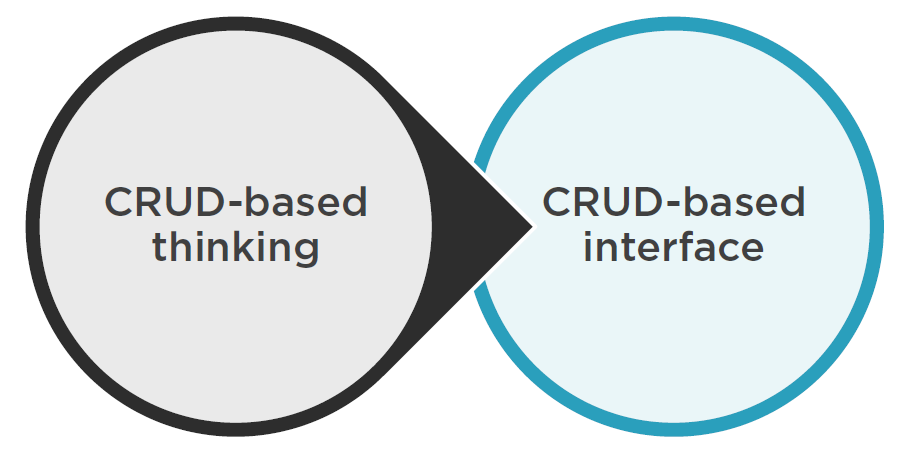 CRUD-based
thinking
CRUD-based
interface